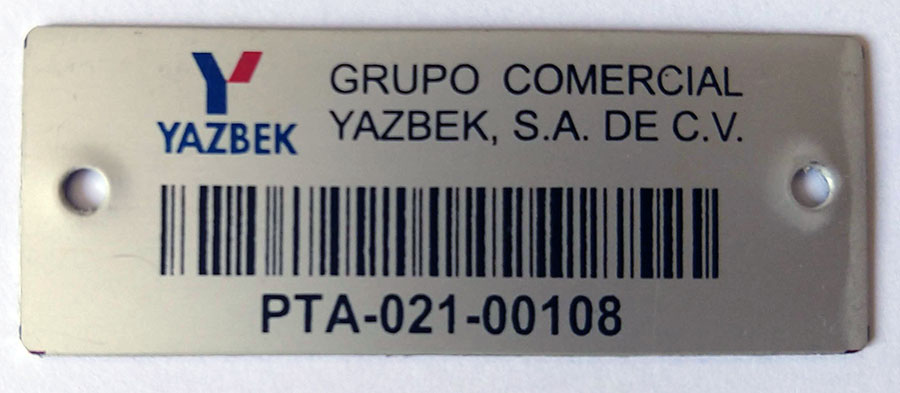 YAZBEK
GRUPO COMERCIAL
YAZBEK, S.A. DE C.V.
PTA-021-00108